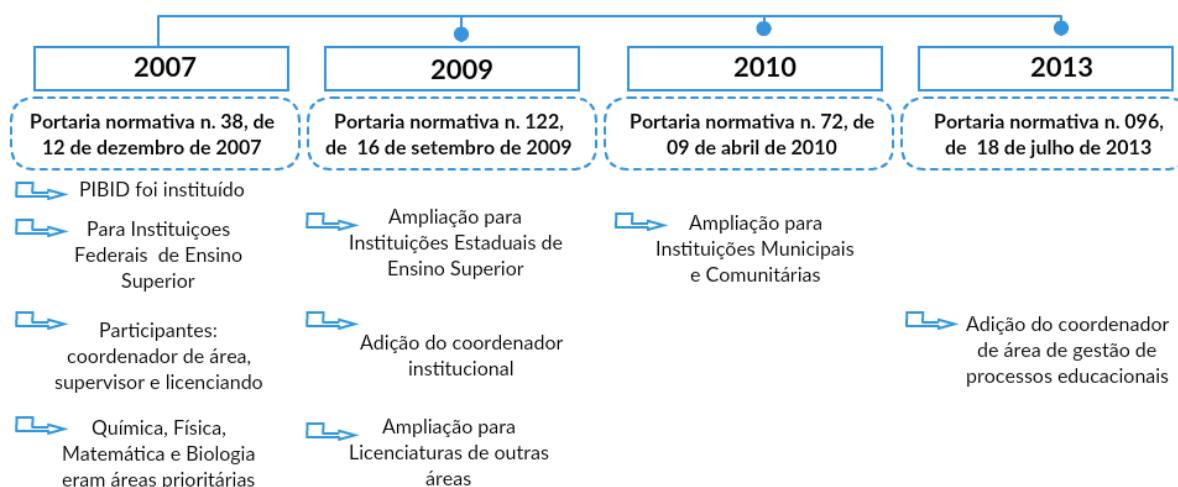 2007
Portaria normativa n. 38, de
12 de dezembro de 2007
PIBID foi instituído
Para Instituiçoes
Federais de Ensino
Superior
Participantes:
coordenador de área,
supervisor e licenciando
Química, Física,
Matemática e Biologia
eram áreas prioritárias
2009
Portaria normativa n. 122,
de 16 de setembro de 2009
Ampliação para
Instituições Estaduais de
Ensino Superior
Adição do coordenador
institucional
Ampliação para
Licenciaturas de outras
áreas
2010
Portaria normativa n. 72, de
09 de abril de 2010
Ampliação para
Instituições Municipais
e Comunitárias
2013
Portaria normativa n. 096,
de 18 de julho de 2013
Adição do coordenador
de área de gestão de
processos educacionais